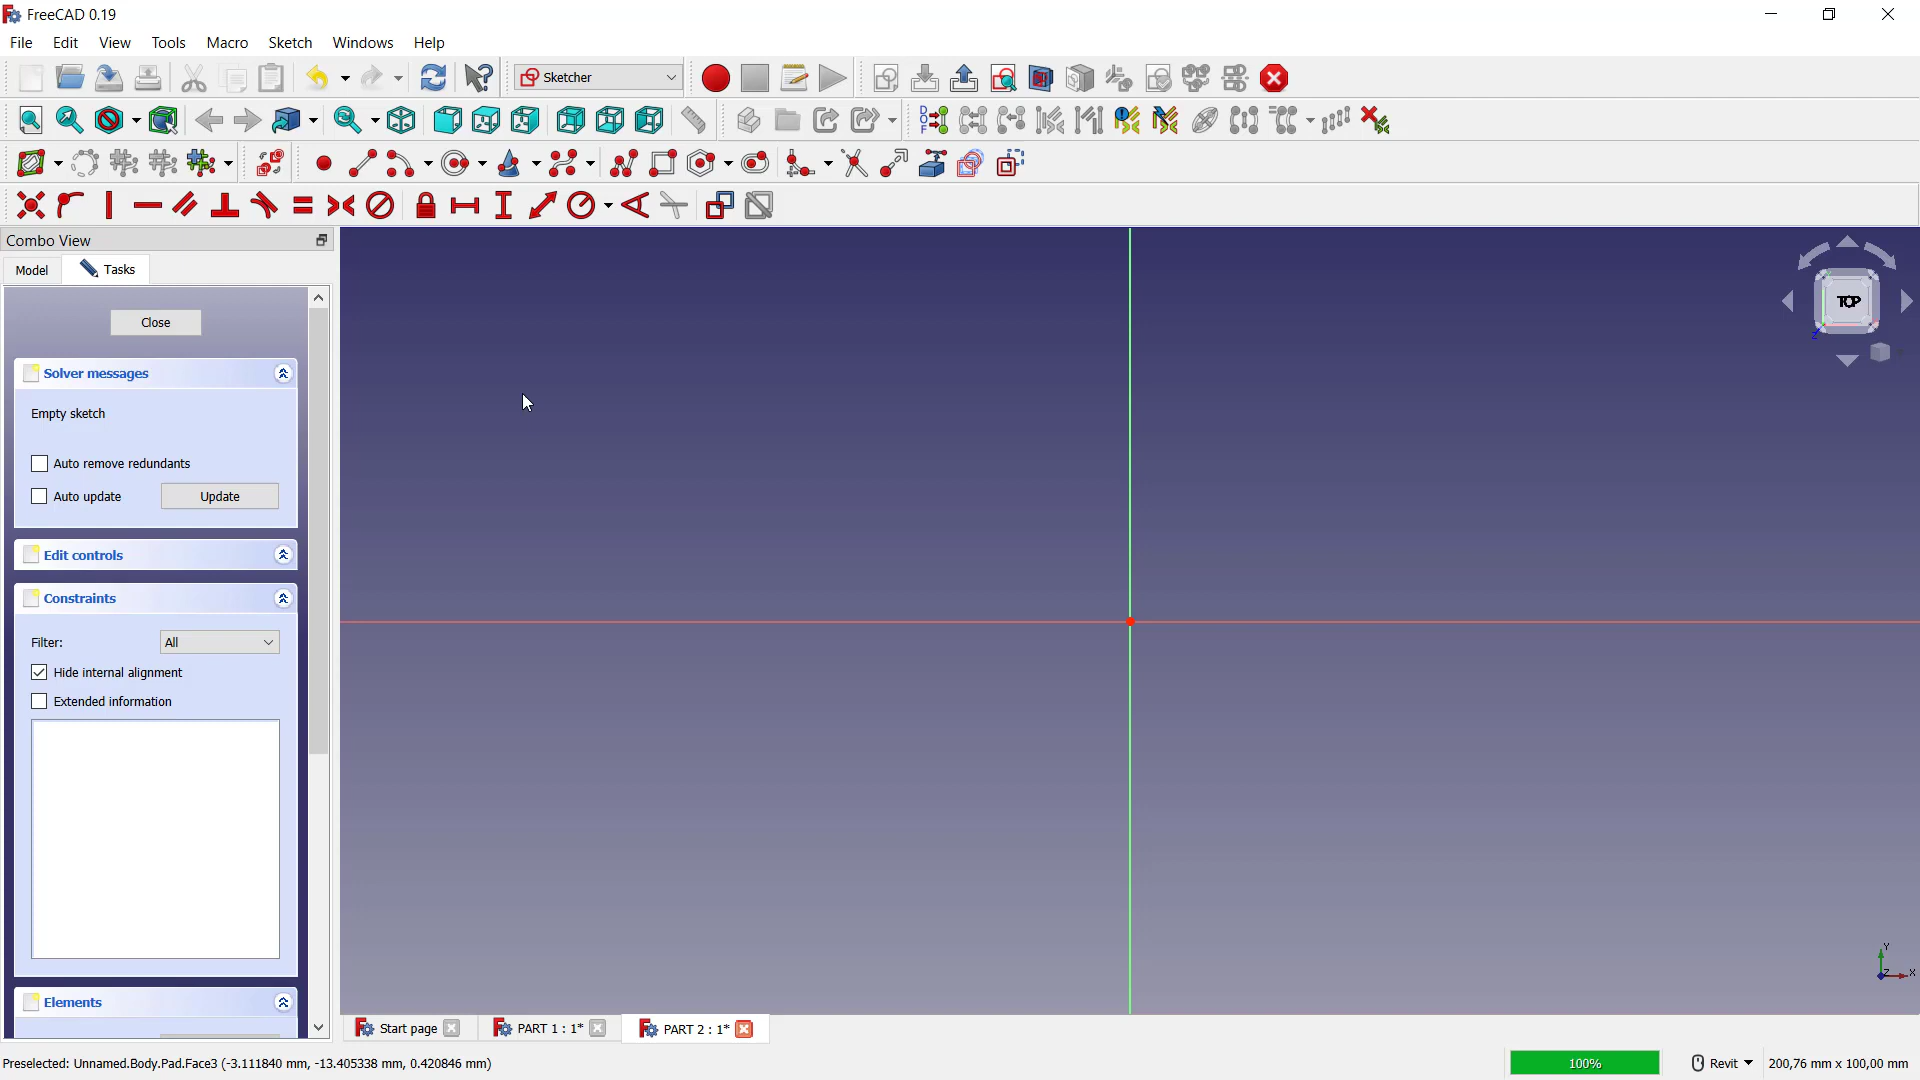 FreeCAD 0.19
File Edit View Tools Macro Sketch Windows Help
Sketcher
Combo View
Model Tasks
Close
Solver messages
Empty sketch
Auto remove redundants
Auto update Update
Edit controls
Constraints
Filter: All
Hide internal alignment
Extended information
Elements
TOP
Z
Y
Z X
Start page PART 1 : 1* PART 2 : 1*
Preselected: Unnamed.Body.Pad.Face3 (-3.111840 mm, -13.405338 mm, 0.420846 mm) 100% Revit 200,76 mm x 100,00 mm